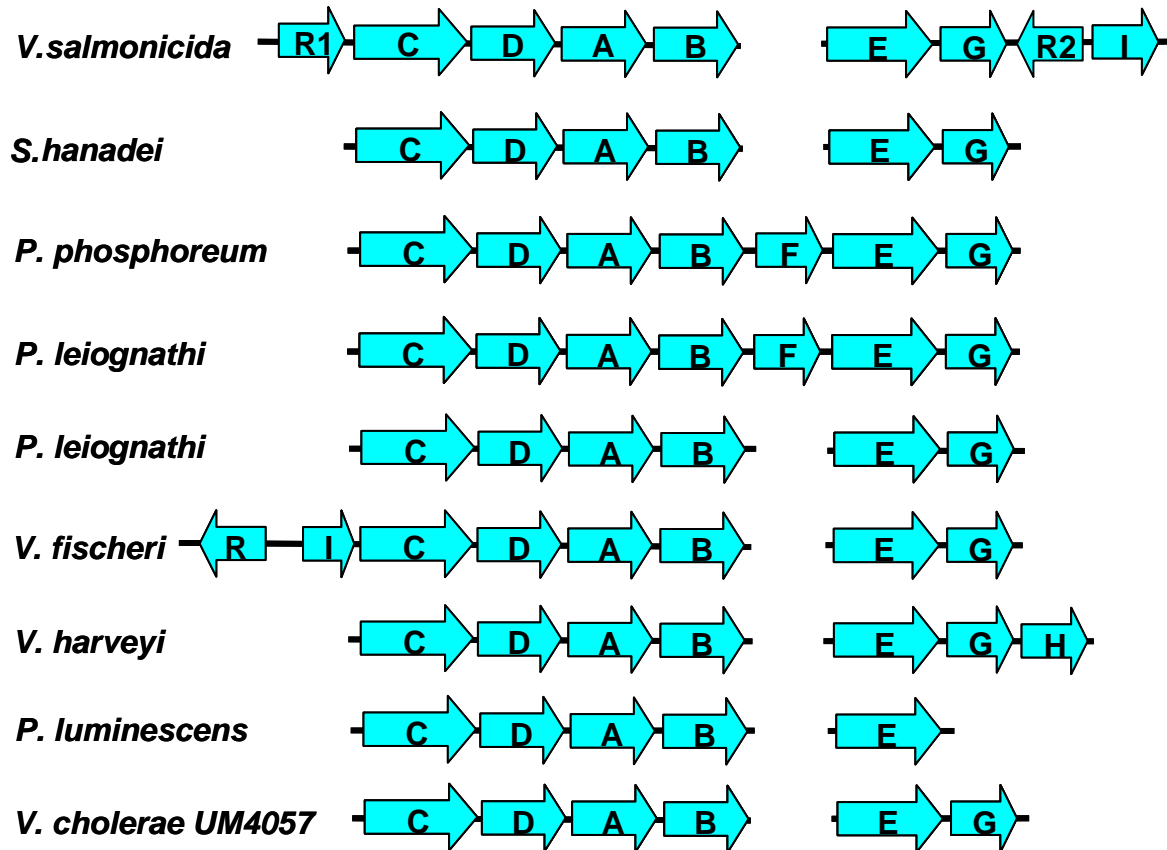 V.salmonicida R1 C D A B E G R2 I
S.hanadei C D A B E G
P. phosphoreum C D A B F E G
P. leiognathi C D A B F E G
P. leiognathi C D A B E G
V. fischeri R I C D A B E G
V. harveyi C D A B E G H
P. luminescens C D A B E
V. cholerae UM4057 C D A B E G